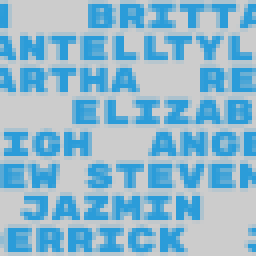 BRITTA
ANTELLTYL
ARTHA RE
ELIZAB
IGH ANGE
EW STEVEN
JAZMIN
ERRICK J